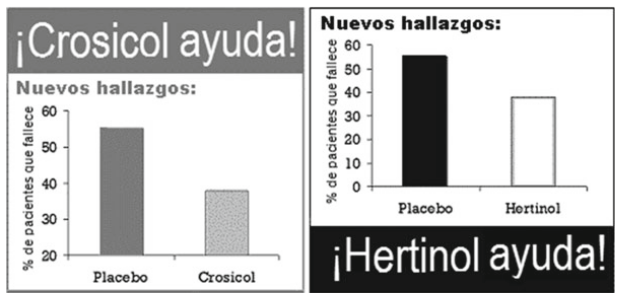 ¡Crosicol ayuda!
Nuevos hallazgos:
% de pacientes que fallece
60
50
40
30
20
Placebo
Crosicol
Nuevos hallazgos:
% de pacientes que fallece
60
50
40
30
20
10
0
Placebo
Hertinol
¡Hertinol ayuda!